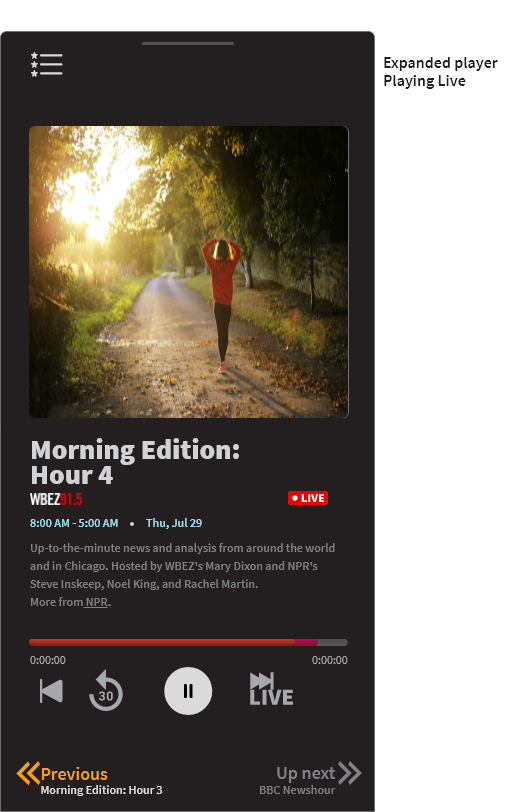 Expanded player
Playing Live
Morning Edition:
Hour 4
WBEZ91.5
LIVE
8:00 AM - 5:00 AM • Thu, Jul 29
Up-to-the-minute news and analysis from around the world
and in Chicago. Hosted by WBEZ's Mary Dixon and NPR's
Steve Inskeep, Noel King, and Rachel Martin.
More from NPR.
0:00:00 0:00:00
30
LIVE
Previous Up next
Morning Edition: Hour 3 BBC Newshour